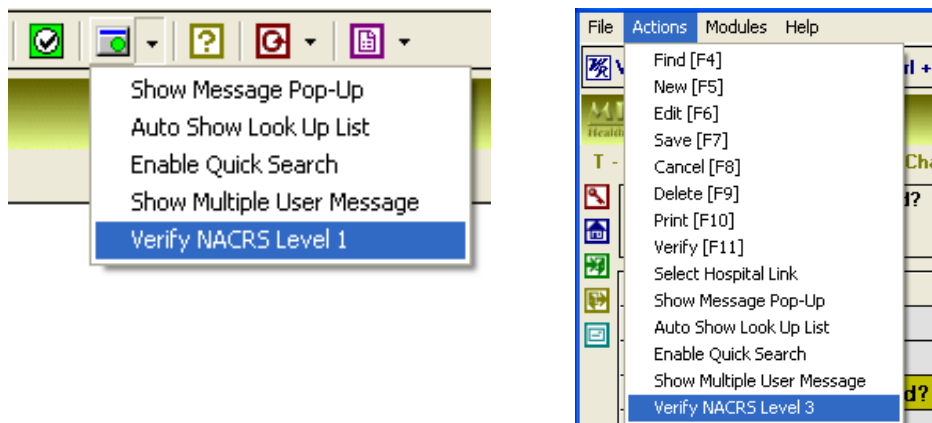 Show Message Pop-Up
Auto Show Look Up List
Enable Quick Search
Show Multiple User Message
Verify NACRS Level 1
File Actions Modules Help
Find [F4]
New [F5]
Edit [F6]
Save [F7]
Cancel [F8]
Delete [F9]
Print [F10]
Verify [F11]
Select Hospital Link
Show Message Pop-Up
Auto Show Look Up List
Enable Quick Search
Show Multiple User Message
Verify NACRS Level 3
T -
d?